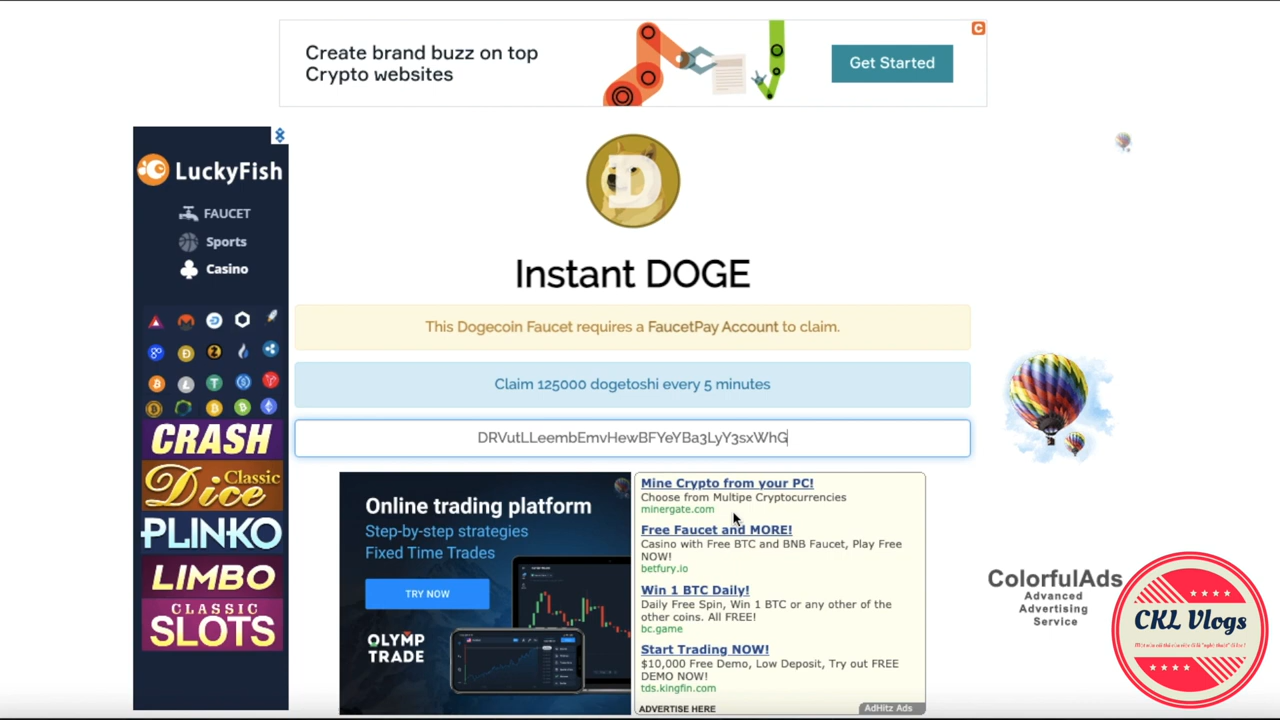 Create brand buzz on top
Crypto websites
Get Started
C
LuckyFish
FAUCET
Sports
Casino
CRASH
Classic
Dice
PLINKO
LIMBO
CLASSIC
SLOTS
D
Instant DOGE
This Dogecoin Faucet requires a FaucetPay Account to claim.
Claim 125000 dogetoshi every 5 minutes
DRVutLLeembEmvHewBFYeYBa3LyY3sxWhG
Online trading platform
Step-by-step strategies
Fixed Time Trades
TRY NOW
OLYMP
TRADE
Mine Crypto from your PC!
Choose from Multipe Cryptocurrencies
minergate.com
Free Faucet and MORE!
Casino with Free BTC and BNB Faucet, Play Free
NOW!
betfury.io
Win 1 BTC Daily!
Daily Free Spin, Win 1 BTC or any other of the
other coins. All FREE!
bc.game
Start Trading NOW!
$10,000 Free Demo, Low Deposit, Try out FREE
DEMO NOW!
tds.kingfin.com
ADVERTISE HERE
AdHitz Ads
ColorfulAds
Advanced
Advertising
Service
CKL Vlogs